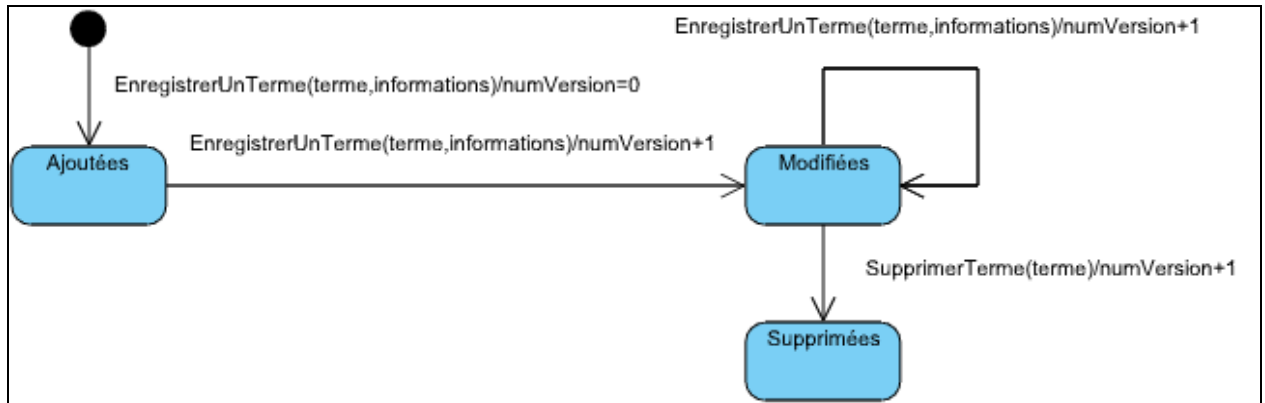 EnregistrerUnTerme(terme,informations)/numVersion+1
EnregistrerUnTerme(terme,informations)/numVersion=0
EnregistrerUnTerme(terme,informations)/numVersion+1
Ajoutées
Modifiées
SupprimerTerme(terme)/numVersion+1
Supprimées